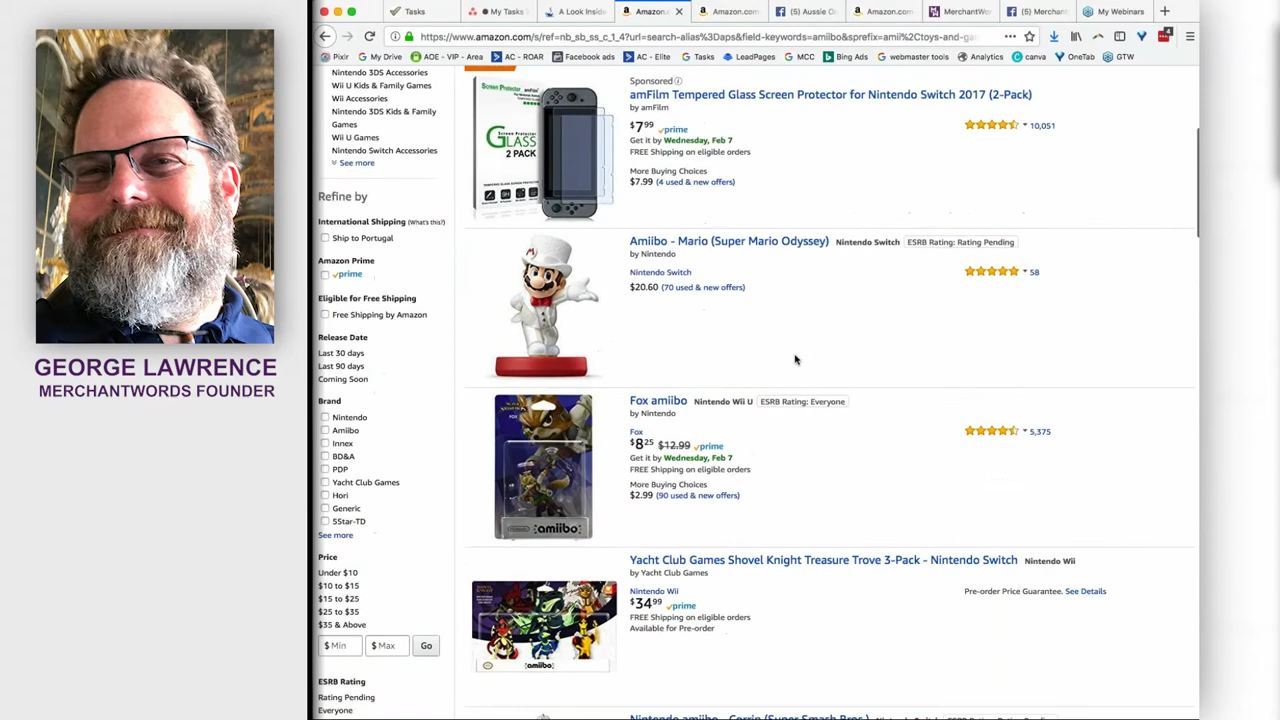 GEORGE LAWRENCE
MERCHANTWORDS FOUNDER
Tasks
My Tasks
A Look Inside
Amazon.
Amazon.com
(5) Aussie O
Amazon.com
MerchantWo
(5) Merchant
My Webinars
https://www.amazon.com/s/ref=nb_sb_ss_c_1_4?url=search-alias%3Daps&field-keywords=amiibo&sprefix=amii%2Ctoys-and-ga
4
Pixlr
My Facebook
ADE - VIP - Area
AC - ROAR
Facebook ads
AC - Elite
Tasks
LeadPages
MCC
Bing Ads
webmaster tools
Analytics
canva
OneTab
GTW
Nintendo 3DS Accessories
Wii U Kids & Family Games
Wii Accessories
Nintendo 3DS Kids & Family
Games
Wii U Games
Nintendo Switch Accessories
See more
Refine by
International Shipping (What's this?)
Ship to Portugal
Amazon Prime
prime
Eligible for Free Shipping
Free Shipping by Amazon
Release Date
Last 30 days
Last 90 days
Coming Soon
Brand
Nintendo
Amiibo
Innex
BD&A
PDP
Yacht Club Games
Hori
Generic
5Star-TD
See more
Price
Under $10
$10 to $15
$15 to $25
$25 to $35
$35 & Above
$ Min
$ Max
Go
ESRB Rating
Rating Pending
Everyone
GLASS
2 PACK
Sponsored
amFilm Tempered Glass Screen Protector for Nintendo Switch 2017 (2-Pack)
by amFilm
$7.99 prime
Get it by Wednesday, Feb 7
FREE Shipping on eligible orders
More Buying Choices
$7.99 (4 used & new offers)
10,051
Amiibo - Mario (Super Mario Odyssey) Nintendo Switch ESRB Rating: Rating Pending
by Nintendo
Nintendo Switch
$20.60 (70 used & new offers)
58
FOX
amiibo
Fox amiibo Nintendo Wii U ESRB Rating: Everyone
by Nintendo
Fox
$8.25 $12.99 prime
Get it by Wednesday, Feb 7
FREE Shipping on eligible orders
More Buying Choices
$2.99 (90 used & new offers)
5,375
amiibo
Yacht Club Games Shovel Knight Treasure Trove 3-Pack - Nintendo Switch Nintendo Wii
by Yacht Club Games
Nintendo Wii
$34.99 prime
FREE Shipping on eligible orders
Available for Pre-order
Pre-order Price Guarantee. See Details
Nintendo amiibo - Corrin (Super Smash Bros.)